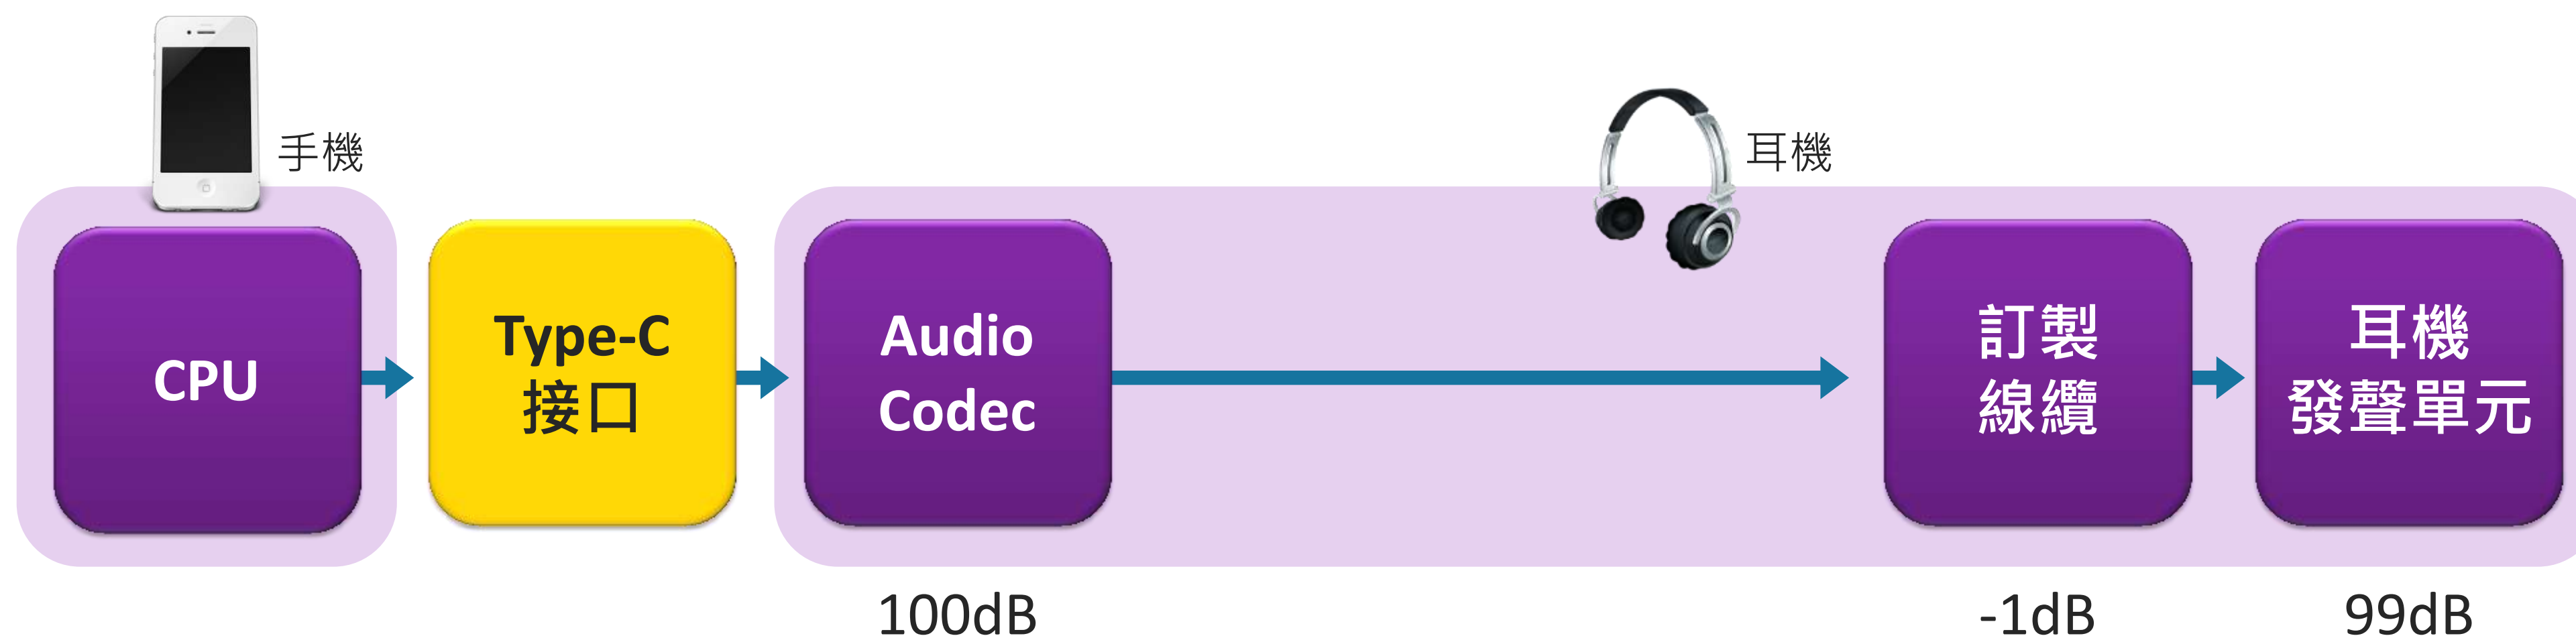 手機
耳機
CPU
Type-C
接口
Audio
Codec
訂製
線纜
耳機
發聲單元
100dB
-1dB
99dB